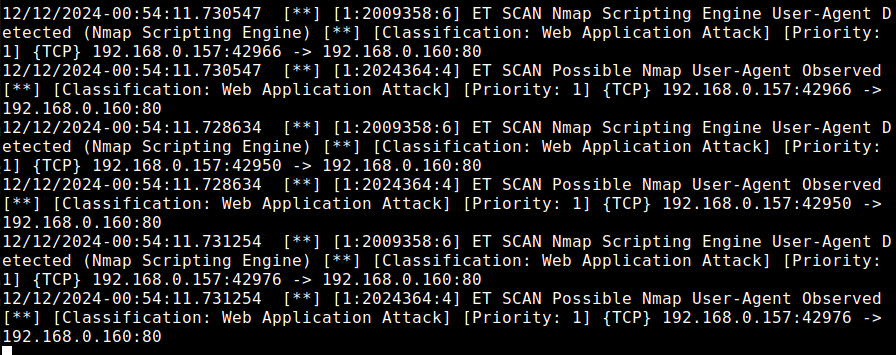 12/12/2024-00:54:11.730547  [**] [1:2009358:6] ET SCAN Nmap Scripting Engine User-Agent D
etected (Nmap Scripting Engine) [**] [Classification: Web Application Attack] [Priority:
1] {TCP} 192.168.0.157:42966 -> 192.168.0.160:80
12/12/2024-00:54:11.730547  [**] [1:2024364:4] ET SCAN Possible Nmap User-Agent Observed
[**] [Classification: Web Application Attack] [Priority: 1] {TCP} 192.168.0.157:42966 ->
192.168.0.160:80
12/12/2024-00:54:11.728634  [**] [1:2009358:6] ET SCAN Nmap Scripting Engine User-Agent D
etected (Nmap Scripting Engine) [**] [Classification: Web Application Attack] [Priority:
1] {TCP} 192.168.0.157:42950 -> 192.168.0.160:80
12/12/2024-00:54:11.728634  [**] [1:2024364:4] ET SCAN Possible Nmap User-Agent Observed
[**] [Classification: Web Application Attack] [Priority: 1] {TCP} 192.168.0.157:42950 ->
192.168.0.160:80
12/12/2024-00:54:11.731254  [**] [1:2009358:6] ET SCAN Nmap Scripting Engine User-Agent D
etected (Nmap Scripting Engine) [**] [Classification: Web Application Attack] [Priority:
1] {TCP} 192.168.0.157:42976 -> 192.168.0.160:80
12/12/2024-00:54:11.731254  [**] [1:2024364:4] ET SCAN Possible Nmap User-Agent Observed
[**] [Classification: Web Application Attack] [Priority: 1] {TCP} 192.168.0.157:42976 ->
192.168.0.160:80